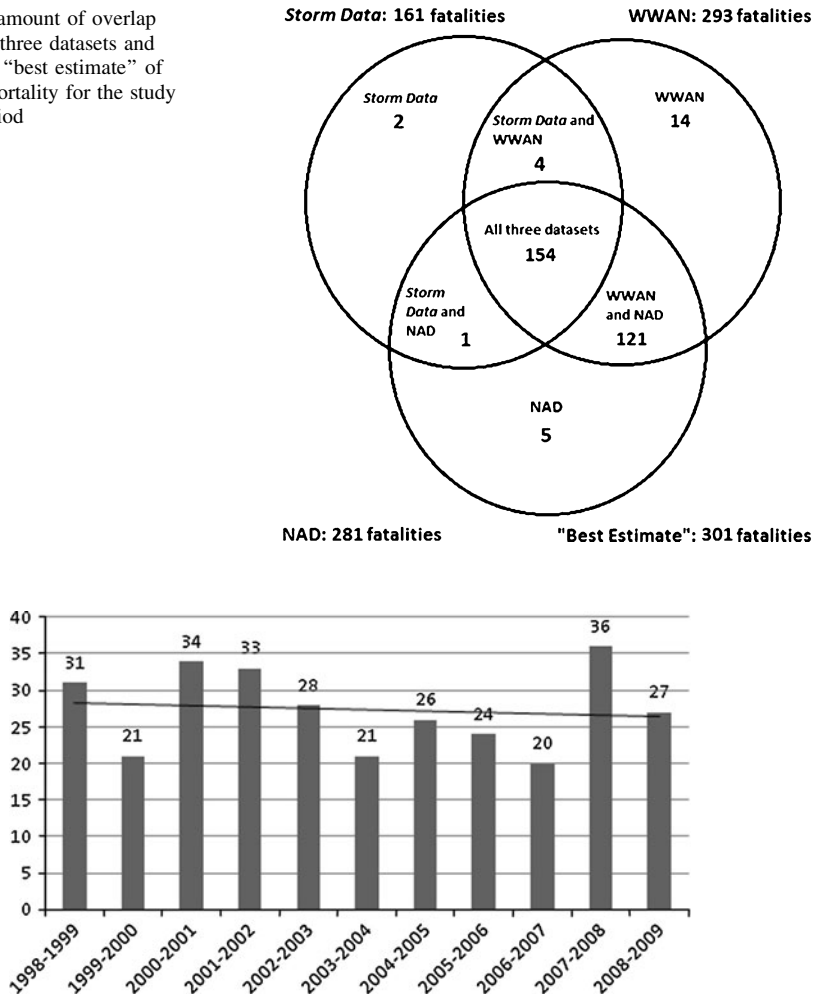 amount of overlap
three datasets and
“best estimate” of
ortality for the study
iod
Storm Data: 161 fatalities
WWAN: 293 fatalities
Storm Data
2
Storm Data and
WWAN
4
WWAN
14
All three datasets
154
Storm
Data and
NAD
1
WWAN
and NAD
121
NAD
5
NAD: 281 fatalities
"Best Estimate": 301 fatalities
40
35
30
25
20
15
10
5
0
31
21
34
33
28
21
26
24
20
36
27
1998-1999
1999-2000
2000-2001
2001-2002
2002-2003
2003-2004
2004-2005
2005-2006
2006-2007
2007-2008
2008-2009